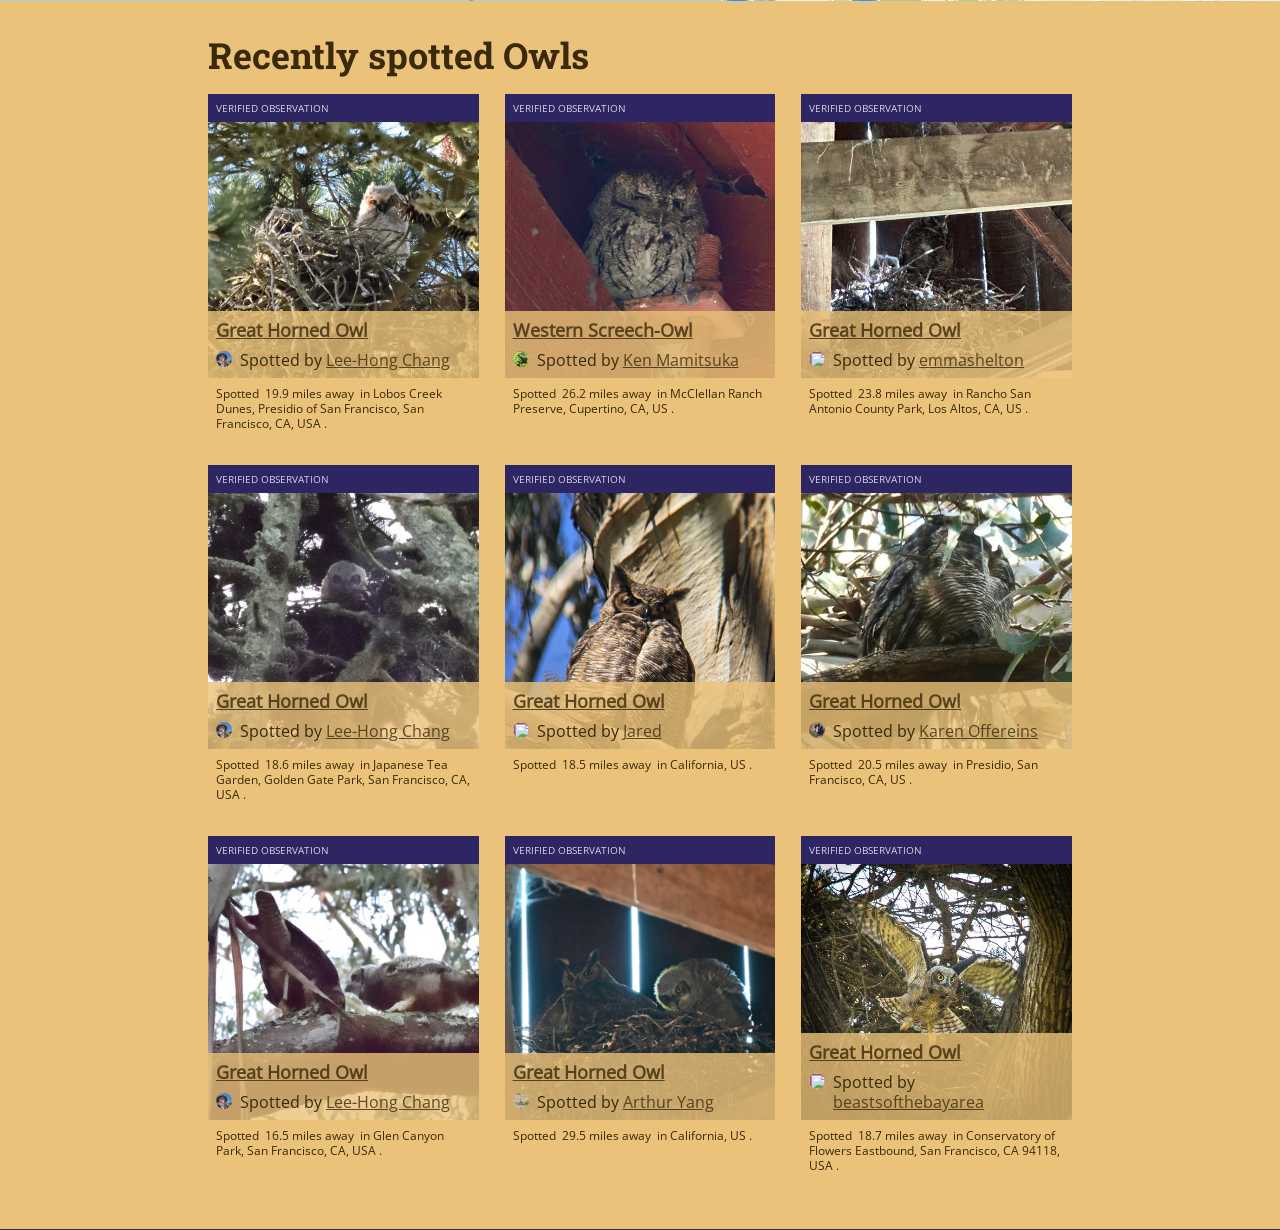 Recently spotted Owls
VERIFIED OBSERVATION
Great Horned Owl
Spotted by Lee-Hong Chang
Spotted 19.9 miles away in Lobos Creek
Dunes, Presidio of San Francisco, San
Francisco, CA, USA .
VERIFIED OBSERVATION
Western Screech-Owl
Spotted by Ken Mamitsuka
Spotted 26.2 miles away in McClellan Ranch
Preserve, Cupertino, CA, US .
VERIFIED OBSERVATION
Great Horned Owl
Spotted by emmashelton
Spotted 23.8 miles away in Rancho San
Antonio County Park, Los Altos, CA, US .
VERIFIED OBSERVATION
Great Horned Owl
Spotted by Lee-Hong Chang
Spotted 18.6 miles away in Japanese Tea
Garden, Golden Gate Park, San Francisco, CA,
USA .
VERIFIED OBSERVATION
Great Horned Owl
Spotted by Jared
Spotted 18.5 miles away in California, US .
VERIFIED OBSERVATION
Great Horned Owl
Spotted by Karen Offereins
Spotted 20.5 miles away in Presidio, San
Francisco, CA, US .
VERIFIED OBSERVATION
Great Horned Owl
Spotted by Lee-Hong Chang
Spotted 16.5 miles away in Glen Canyon
Park, San Francisco, CA, USA .
VERIFIED OBSERVATION
Great Horned Owl
Spotted by Arthur Yang
Spotted 29.5 miles away in California, US .
VERIFIED OBSERVATION
Great Horned Owl
Spotted by
beastsofthebayarea
Spotted 18.7 miles away in Conservatory of
Flowers Eastbound, San Francisco, CA 94118,
USA .